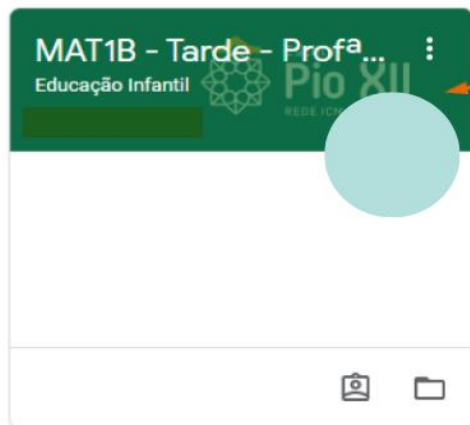 MAT1B - Tarde - Profª...
Educação Infantil
Pio XII